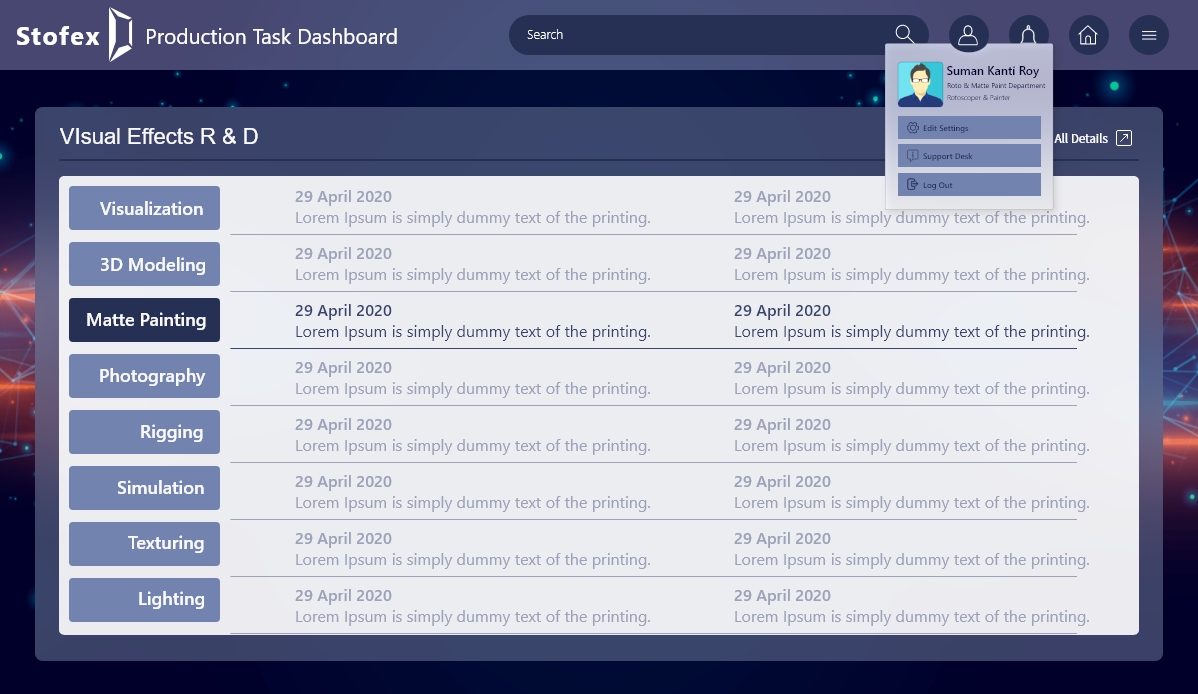 Stofex
Production Task Dashboard
Search
Suman Kanti Roy
Roto & Matte Paint Department
Rotoscoper & Painter
Edit Settings
Support Desk
Log Out
VIsual Effects R & D
All Details
Visualization
29 April 2020
29 April 2020
Lorem Ipsum is simply dummy text of the printing.
Lorem Ipsum is simply dummy text of the printing.
3D Modeling
29 April 2020
29 April 2020
Lorem Ipsum is simply dummy text of the printing.
Lorem Ipsum is simply dummy text of the printing.
Matte Painting
29 April 2020
29 April 2020
Lorem Ipsum is simply dummy text of the printing.
Lorem Ipsum is simply dummy text of the printing.
Photography
29 April 2020
29 April 2020
Lorem Ipsum is simply dummy text of the printing.
Lorem Ipsum is simply dummy text of the printing.
Rigging
29 April 2020
29 April 2020
Lorem Ipsum is simply dummy text of the printing.
Lorem Ipsum is simply dummy text of the printing.
Simulation
29 April 2020
29 April 2020
Lorem Ipsum is simply dummy text of the printing.
Lorem Ipsum is simply dummy text of the printing.
Texturing
29 April 2020
29 April 2020
Lorem Ipsum is simply dummy text of the printing.
Lorem Ipsum is simply dummy text of the printing.
Lighting
29 April 2020
29 April 2020
Lorem Ipsum is simply dummy text of the printing.
Lorem Ipsum is simply dummy text of the printing.